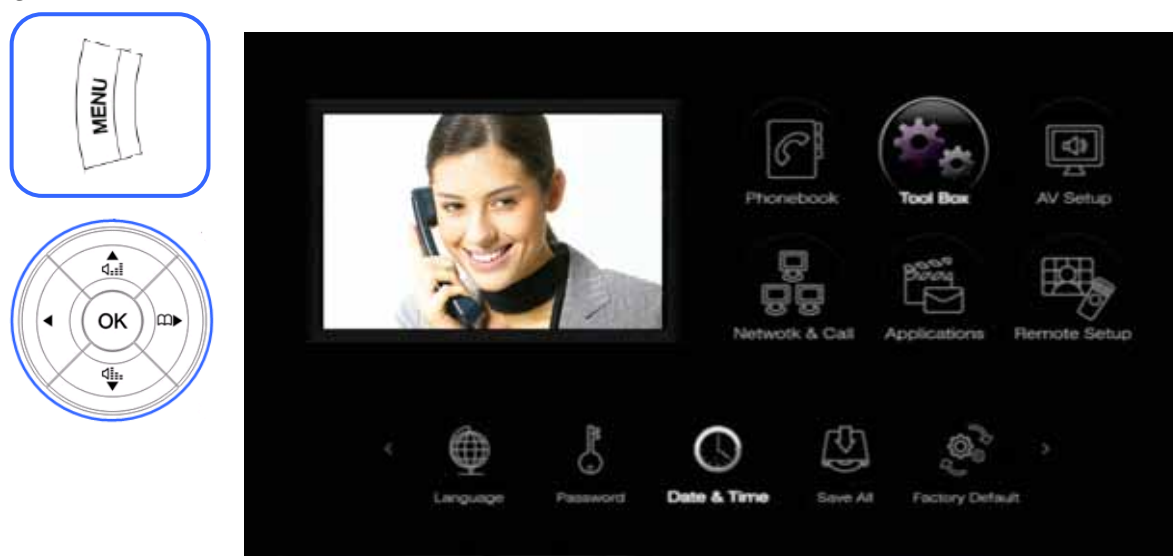 MENU
OK
Phonebook
Tool Box
AV Setup
Netwotk & Call
Applications
Remote Setup
Language
Password
Date & Time
Save All
Factory Default